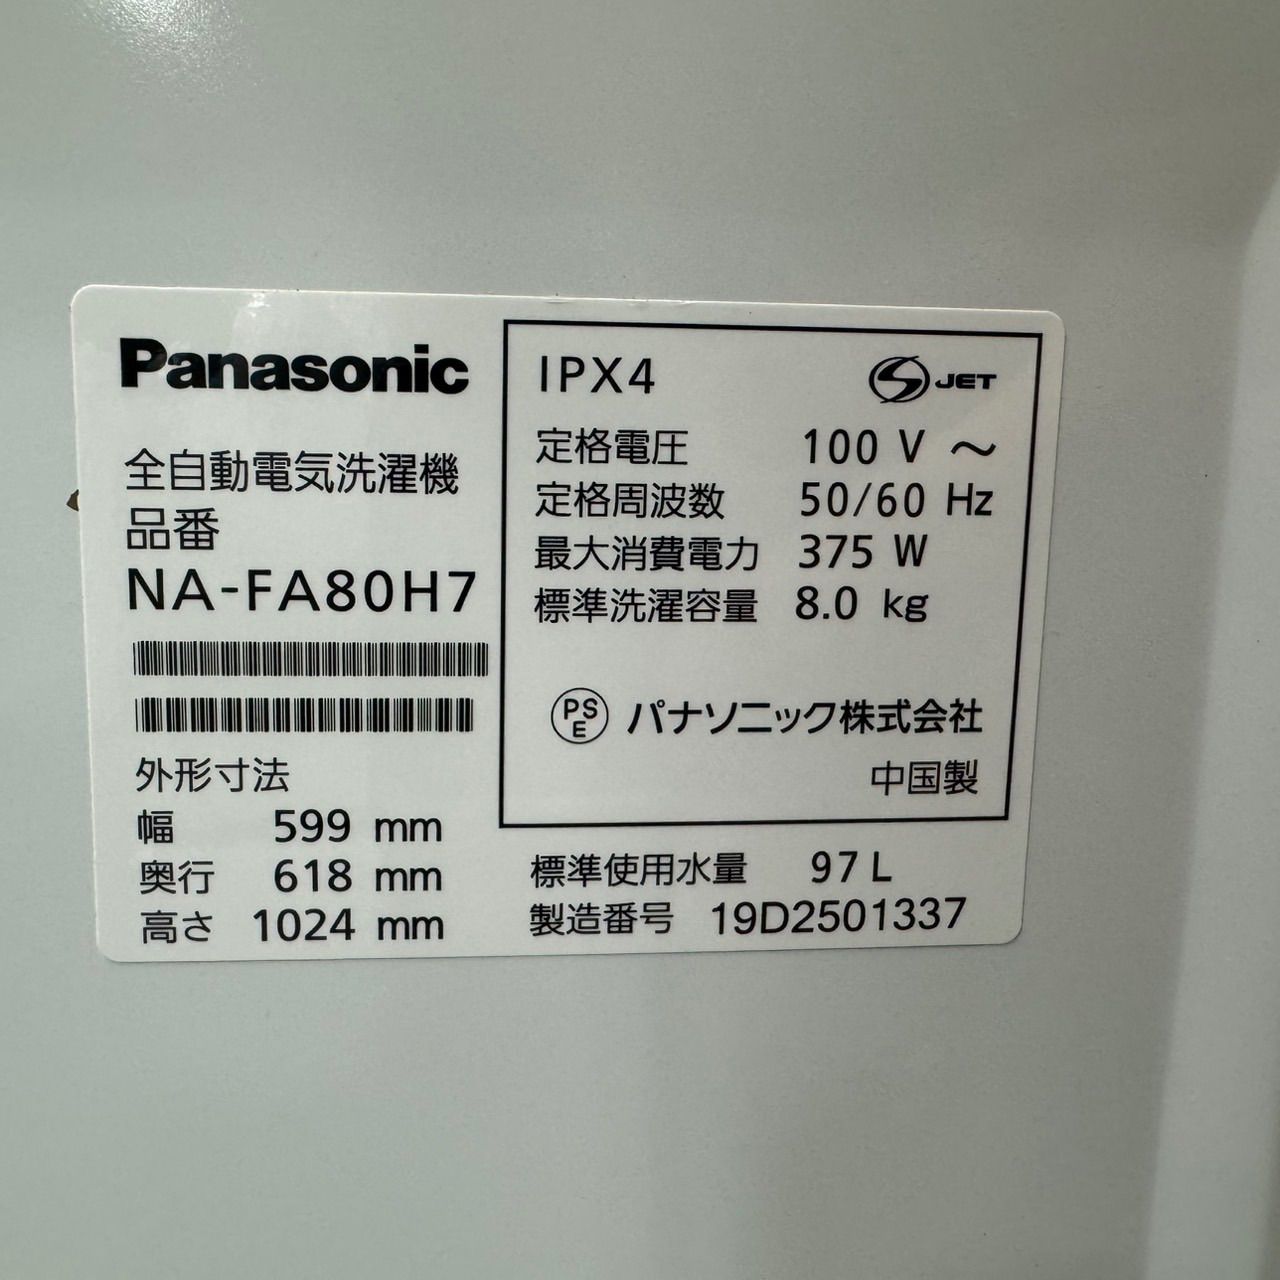 Panasonic
全自動電気洗濯機
品番
NA-FA80H7
外形寸法
幅 599 mm
奥行 618 mm
高さ 1024 mm
IPX4
S JET
定格電圧 100 V ～
定格周波数 50/60 Hz
最大消費電力 375 W
標準洗濯容量 8.0 kg
PSE パナソニック株式会社
中国製
標準使用水量 97 L
製造番号 19D2501337